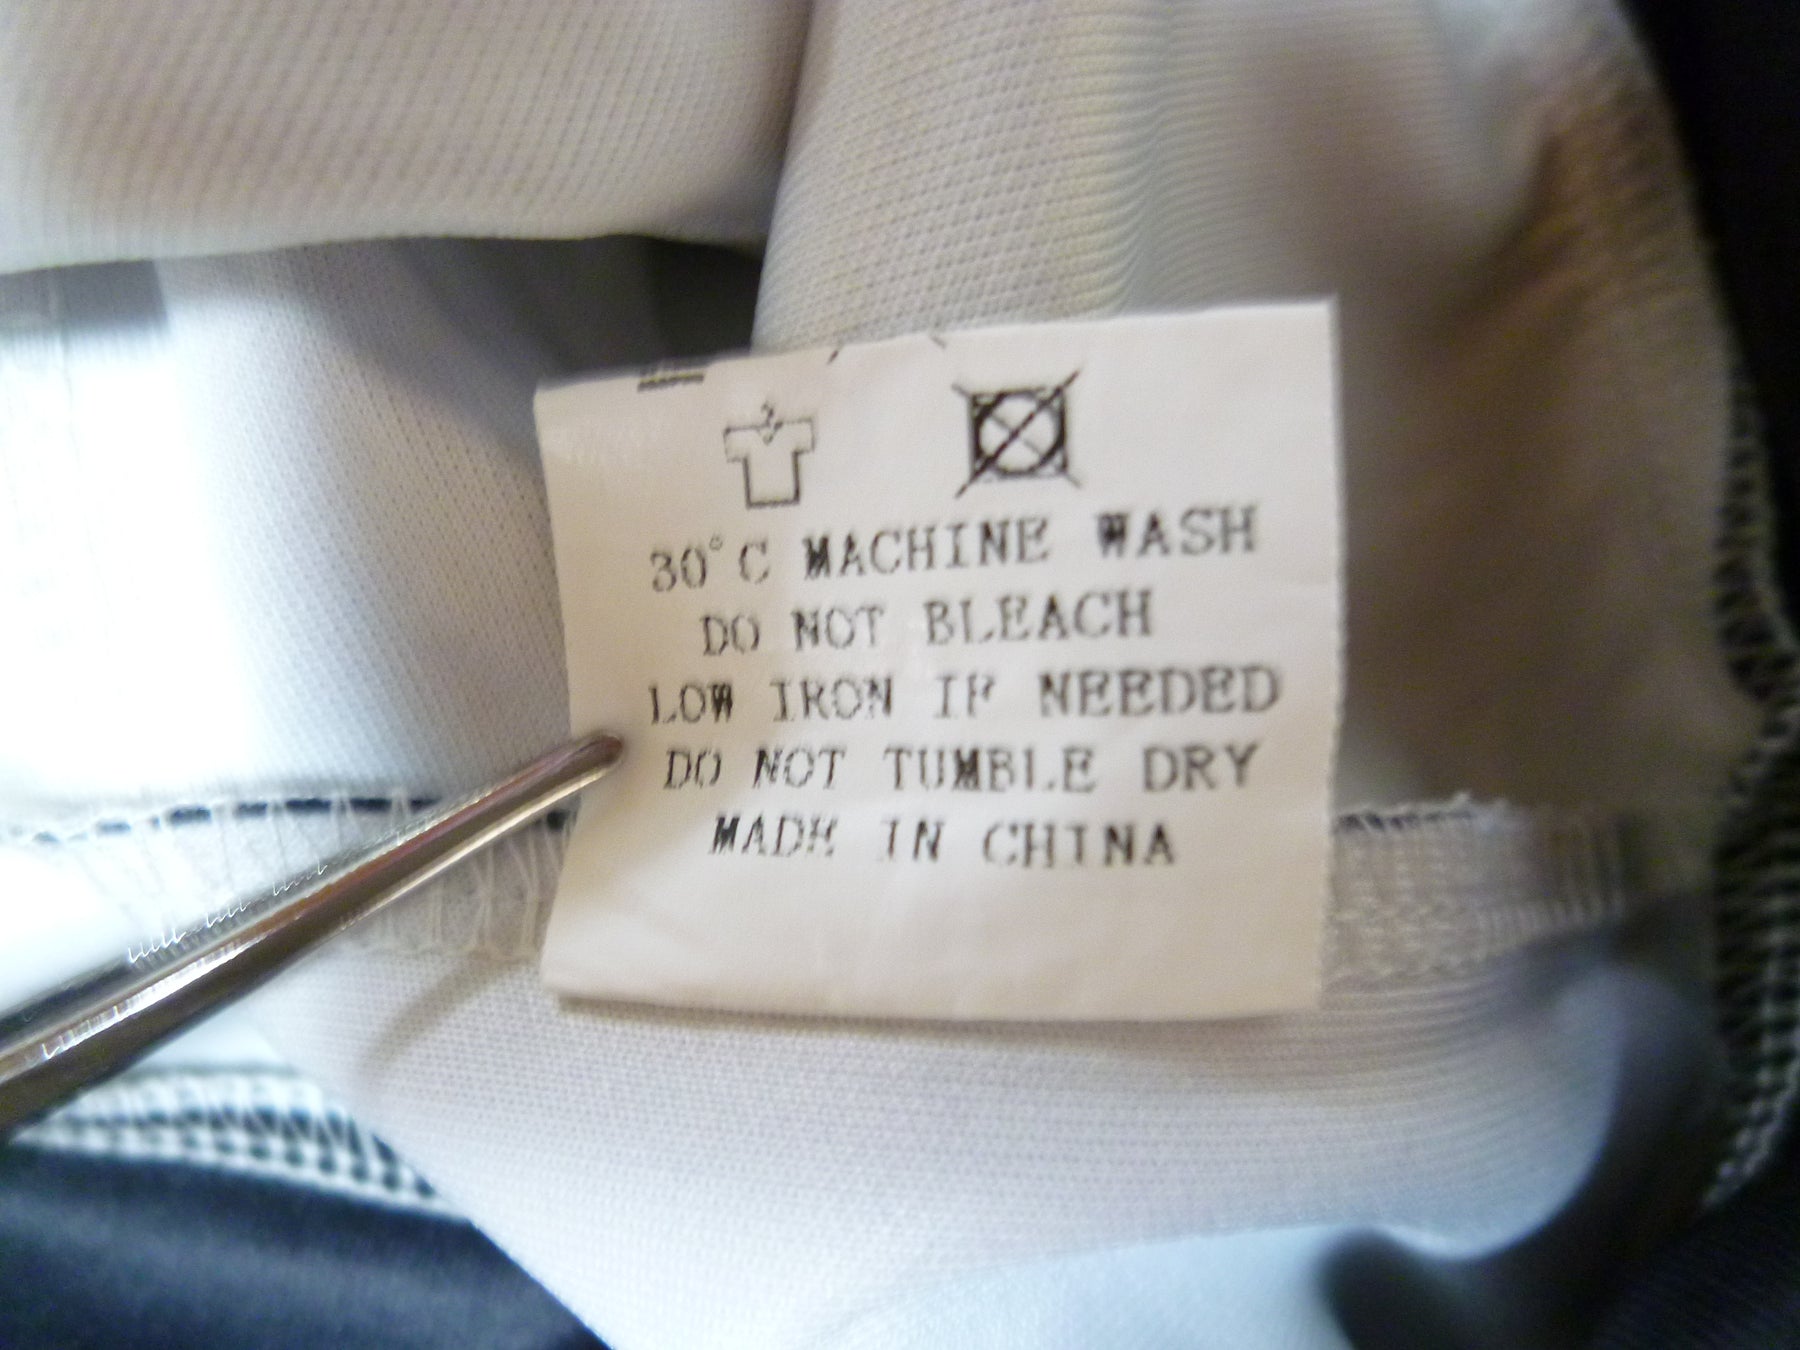 30°C MACHINE WASH
DO NOT BLEACH
LOW IRON IF NEEDED
DO NOT TUMBLE DRY
MADE IN CHINA